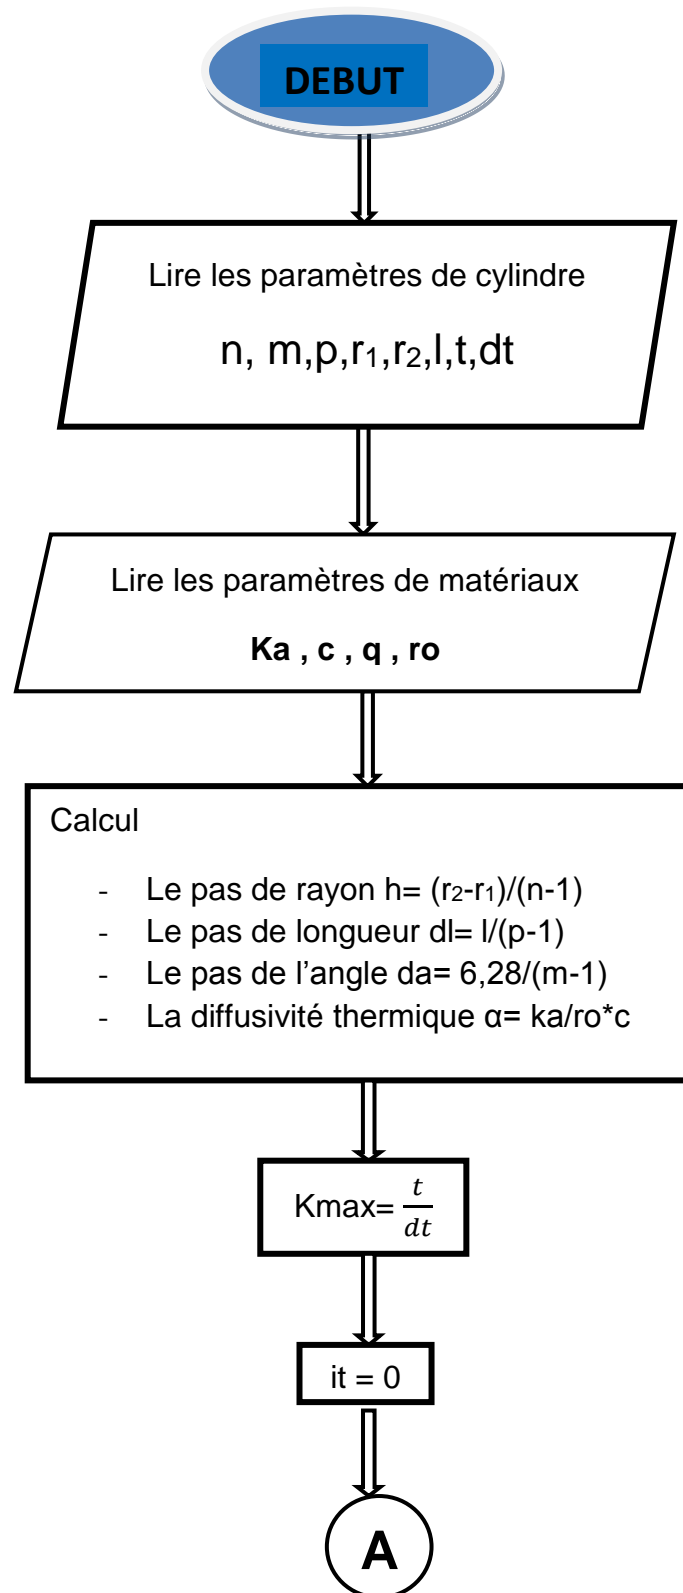 DEBUT
Lire les paramètres de cylindre
n, m,p,r₁,r₂,l,t,dt
Lire les paramètres de matériaux
Ka , c , q , ro
Calcul
- Le pas de rayon h= (r₂-r₁)/(n-1)
- Le pas de longueur dl= l/(p-1)
- Le pas de l’angle da= 6,28/(m-1)
- La diffusivité thermique α= ka/ro*c
Kmax= t/dt
it = 0
A